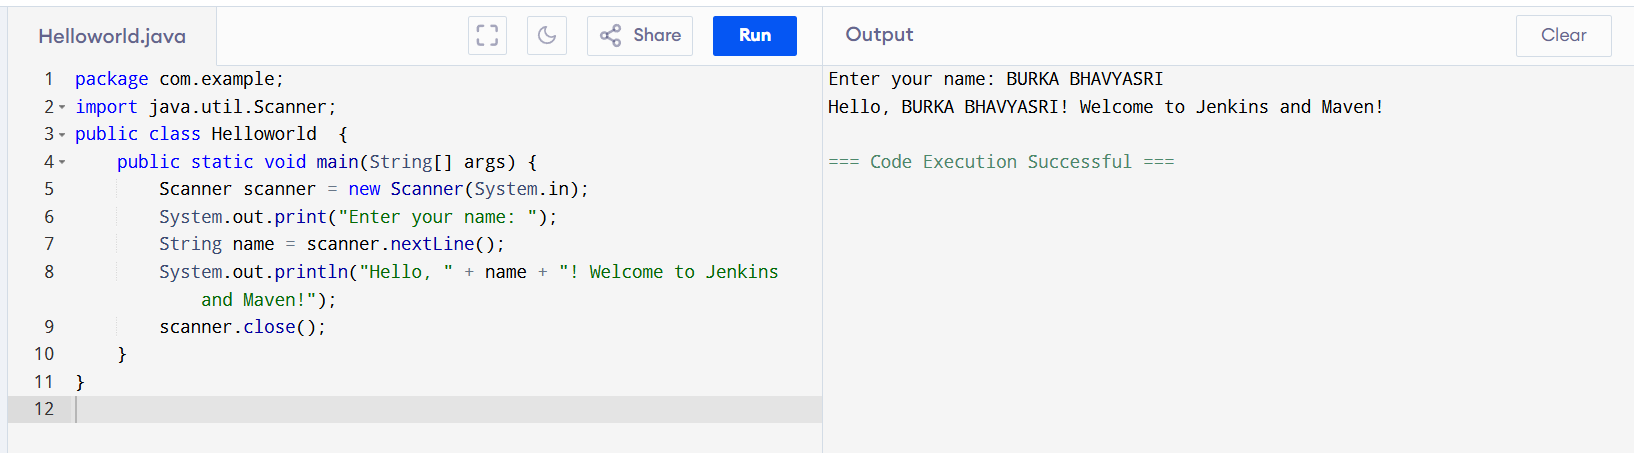 Helloworld.java
Share
Run
Output
Clear
1 package com.example;
2 import java.util.Scanner;
3 public class Helloworld  {
4     public static void main(String[] args) {
5         Scanner scanner = new Scanner(System.in);
6         System.out.print("Enter your name: ");
7         String name = scanner.nextLine();
8         System.out.println("Hello, " + name + "! Welcome to Jenkins
            and Maven!");
9         scanner.close();
10     }
11 }
12
Enter your name: BURKA BHAVYASRI
Hello, BURKA BHAVYASRI! Welcome to Jenkins and Maven!
=== Code Execution Successful ===